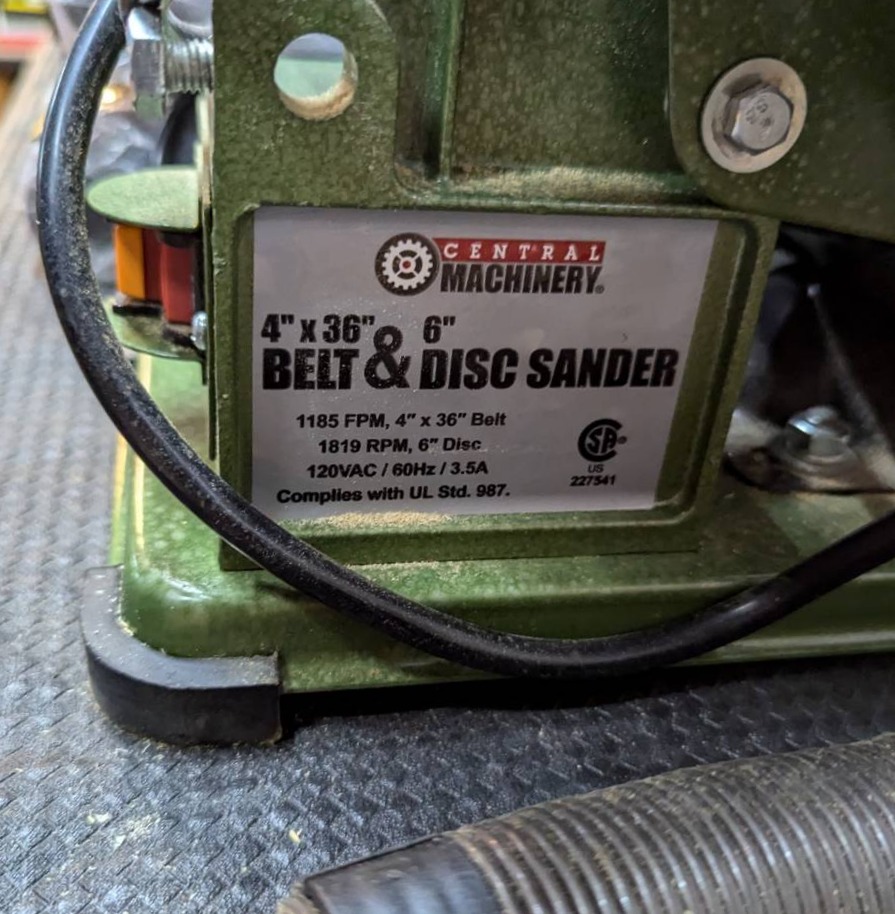 CENTRAL
MACHINERY®
4" x 36" & 6"
BELT & DISC SANDER
1185 FPM, 4" x 36" Belt
1819 RPM, 6" Disc
120VAC / 60Hz / 3.5A
Complies with UL Std. 987.
SA®
US
227541